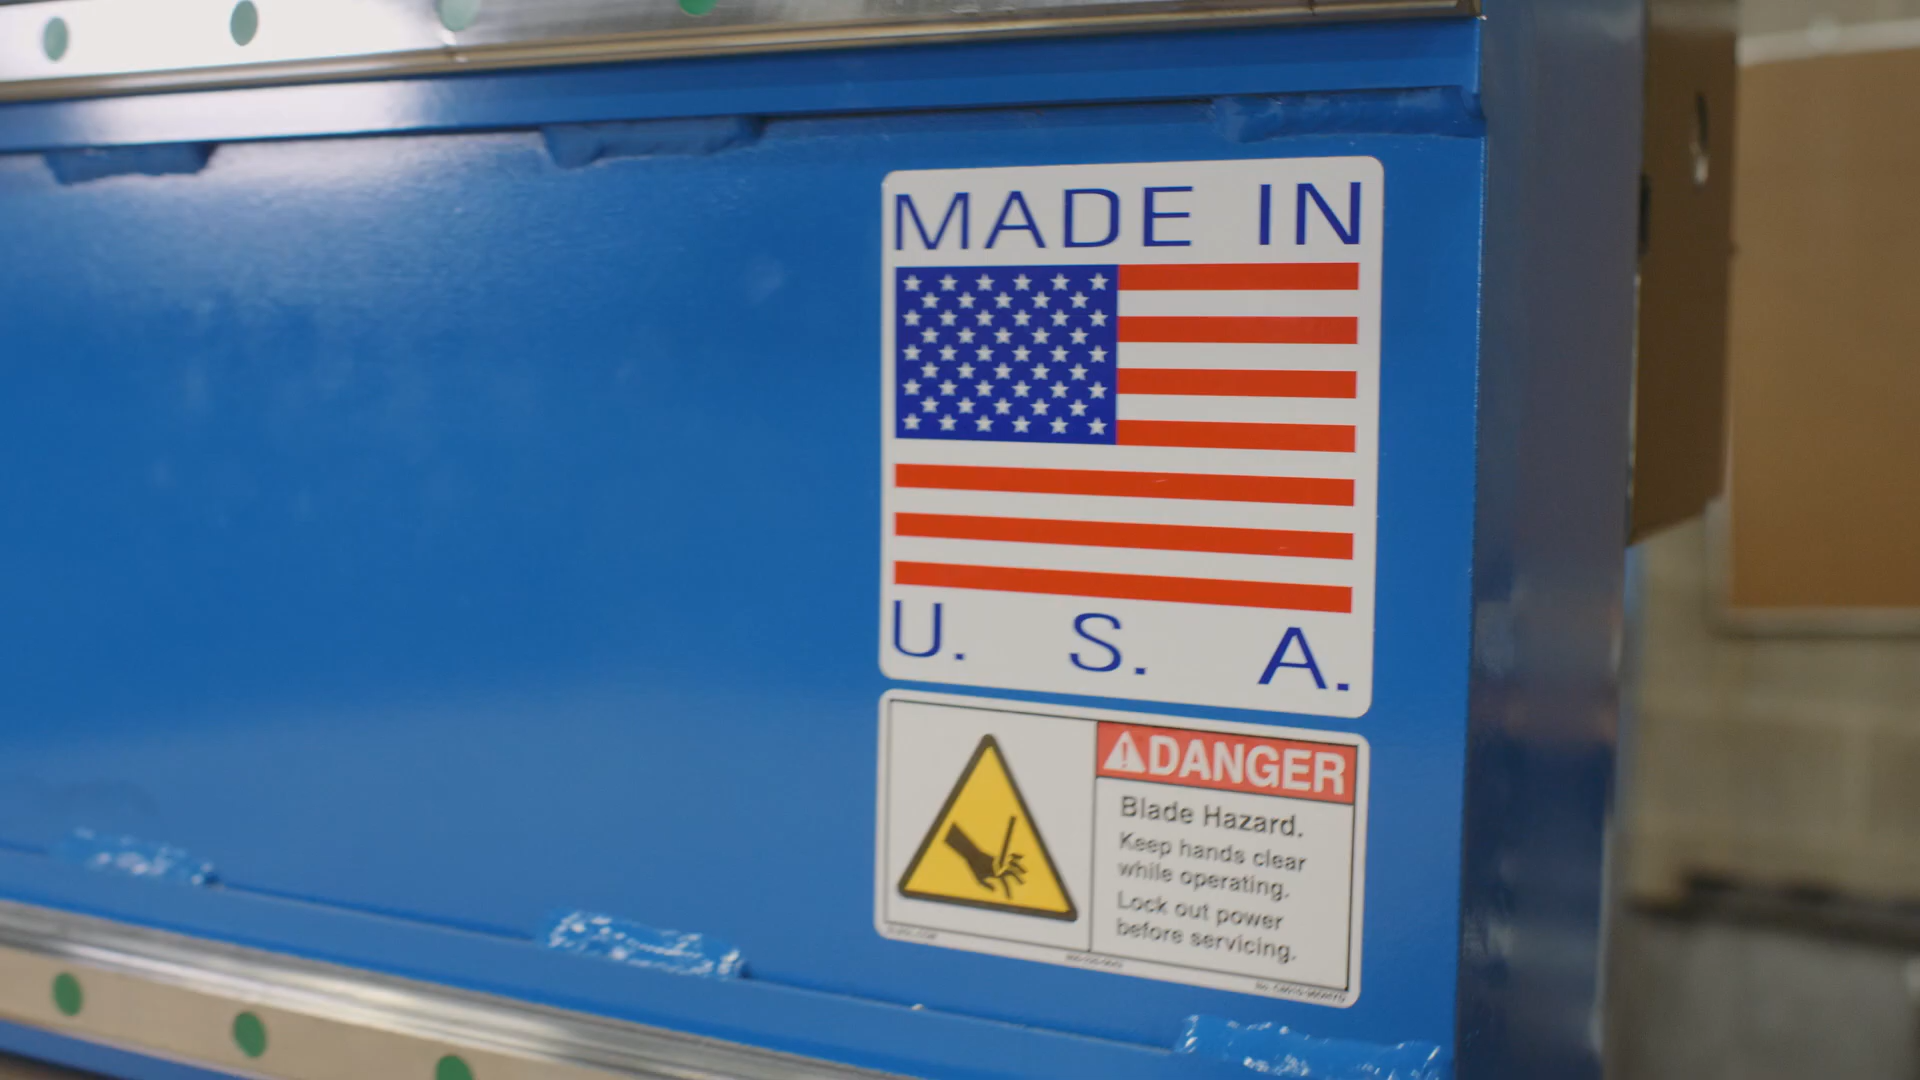 MADE IN
U. S. A.
DANGER
Blade Hazard.
Keep hands clear
while operating.
Lock out power
before servicing.